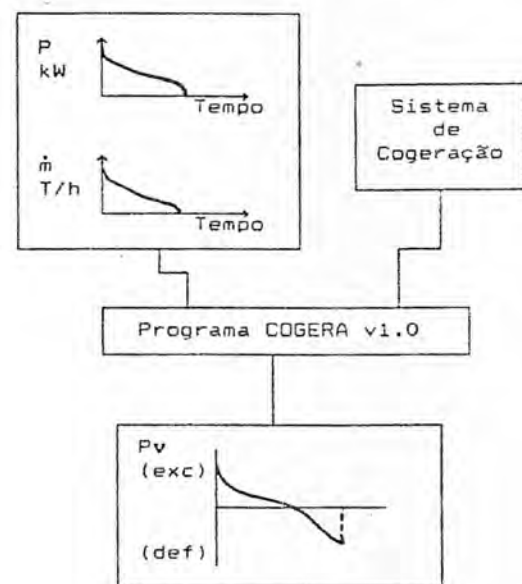 P
kW
Tempo
ṁ
T/h
Tempo
Sistema
de
Cogeração
Programa COGERA v1.0
Pv
(exc)
(def)